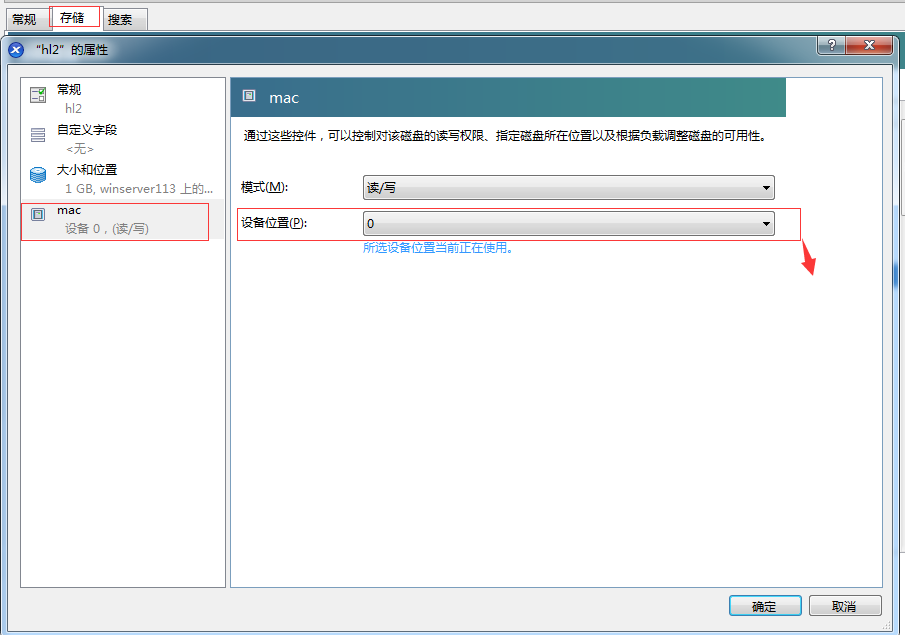 常规 存储 搜索
“hl2”的属性
常规
hl2
自定义字段
<无>
大小和位置
1 GB, winserver113 上的...
mac
设备 0，(读/写)
mac
通过这些控件，可以控制对该磁盘的读写权限、指定磁盘所在位置以及根据负载调整磁盘的可用性。
模式(M): 读/写
设备位置(P): 0
所选设备位置当前正在使用。
确定 取消